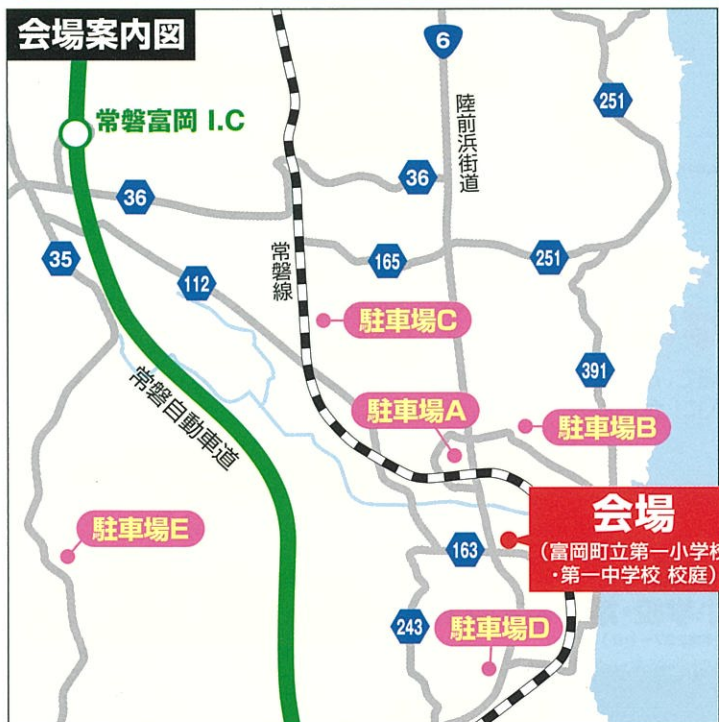 会場案内図
6
251
常磐富岡 I.C
陸前浜街道
36
36
35
常磐線
165
251
112
駐車場C
391
常磐自動車道
駐車場A
駐車場B
会場
(富岡町立第一小学校
・第一中学校 校庭)
駐車場E
163
243
駐車場D